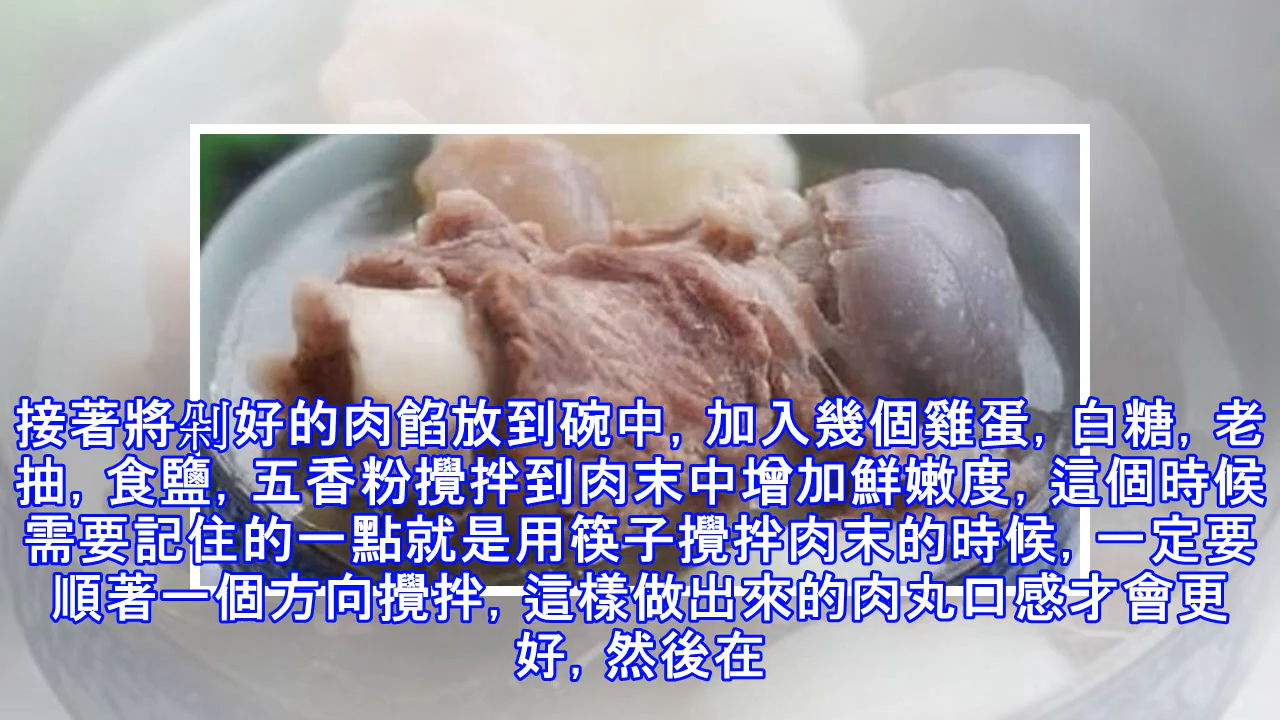 接著將剁好的肉餡放到碗中, 加入幾個雞蛋, 白糖, 老
抽, 食鹽, 五香粉攪拌到肉末中增加鮮嫩度, 這個時候
需要記住的一點就是用筷子攪拌肉末的時候, 一定要
順著一個方向攪拌, 這樣做出來的肉丸口感才會更
好, 然後在